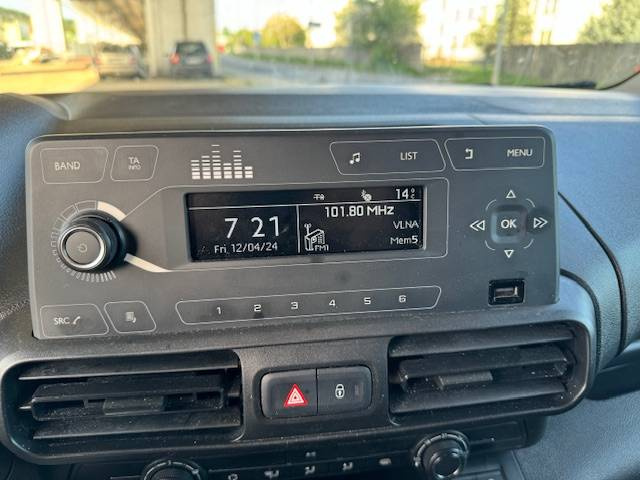 BAND
TA
INFO
LIST
MENU
TA
14°C
7 21
Fri 12/04/24
101.80 MHz
VLNA
Mem5
FM1
OK
SRC
1 2 3 4 5 6